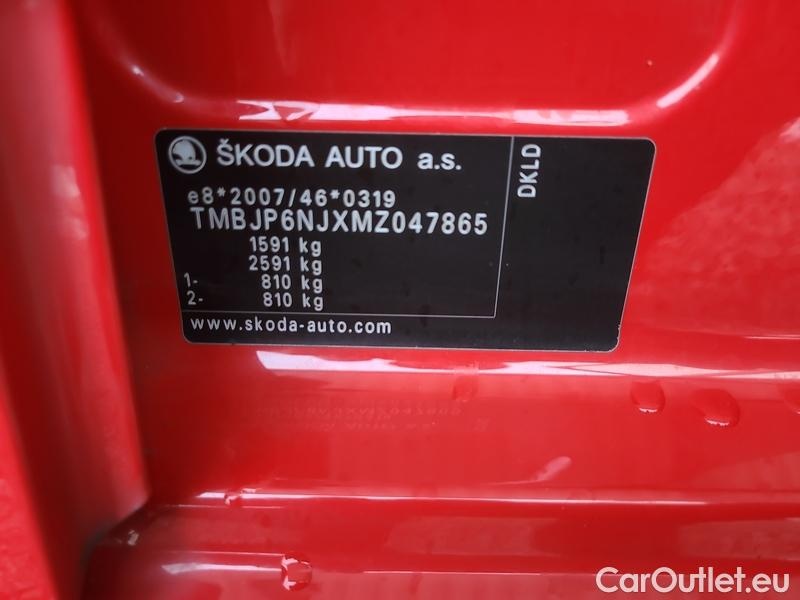 ŠKODA AUTO a.s.
e8*2007/46*0319
TMBJP6NJXMZ047865
1591 kg
2591 kg
1- 810 kg
2- 810 kg
www.skoda-auto.com
DKLD
CarOutlet.eu